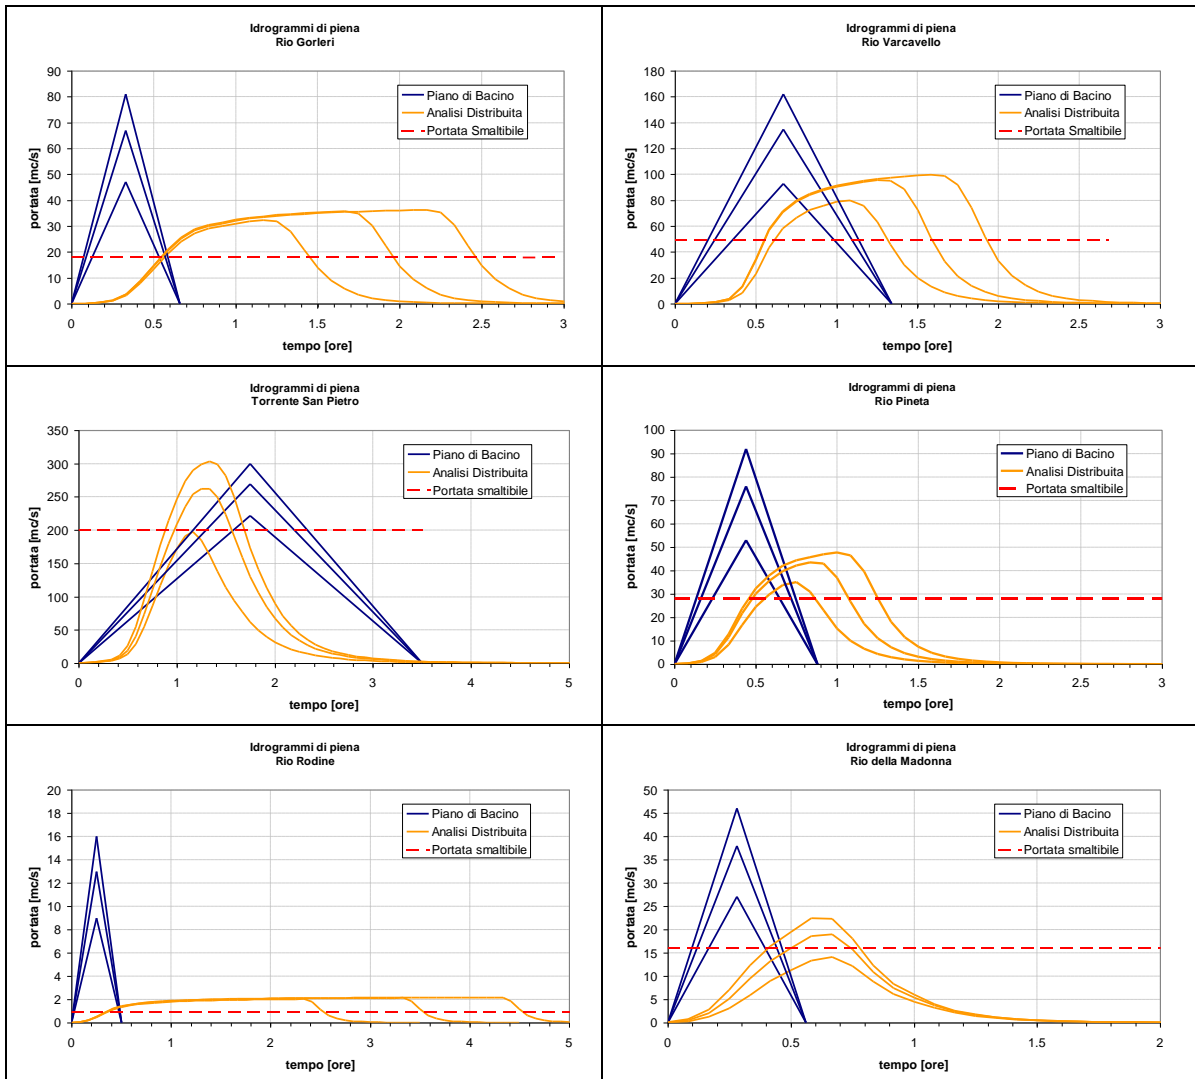 Idrogrammi di piena
Rio Gorleri
90
80
70
60
50
40
30
20
10
0
portata [mc/s]
Piano di Bacino
Analisi Distribuita
Portata Smaltibile
0 0.5 1 1.5 2 2.5 3
tempo [ore]
Idrogrammi di piena
Rio Varcavello
180
160
140
120
100
80
60
40
20
0
portata [mc/s]
Piano di Bacino
Analisi Distribuita
Portata Smaltibile
0 0.5 1 1.5 2 2.5 3
tempo [ore]
Idrogrammi di piena
Torrente San Pietro
350
300
250
200
150
100
50
0
portata [mc/s]
Piano di Bacino
Analisi Distribuita
Portata smaltibile
0 1 2 3 4 5
tempo [ore]
Idrogrammi di piena
Rio Pineta
100
90
80
70
60
50
40
30
20
10
0
portata [mc/s]
Piano di Bacino
Analisi Distribuita
Portata smaltibile
0 0.5 1 1.5 2 2.5 3
tempo [ore]
Idrogrammi di piena
Rio Rodine
20
18
16
14
12
10
8
6
4
2
0
portata [mc/s]
Piano di Bacino
Analisi Distribuita
Portata smaltibile
0 1 2 3 4 5
tempo [ore]
Idrogrammi di piena
Rio della Madonna
50
45
40
35
30
25
20
15
10
5
0
portata [mc/s]
Piano di Bacino
Analisi Distribuita
Portata smaltibile
0 0.5 1 1.5 2
tempo [ore]